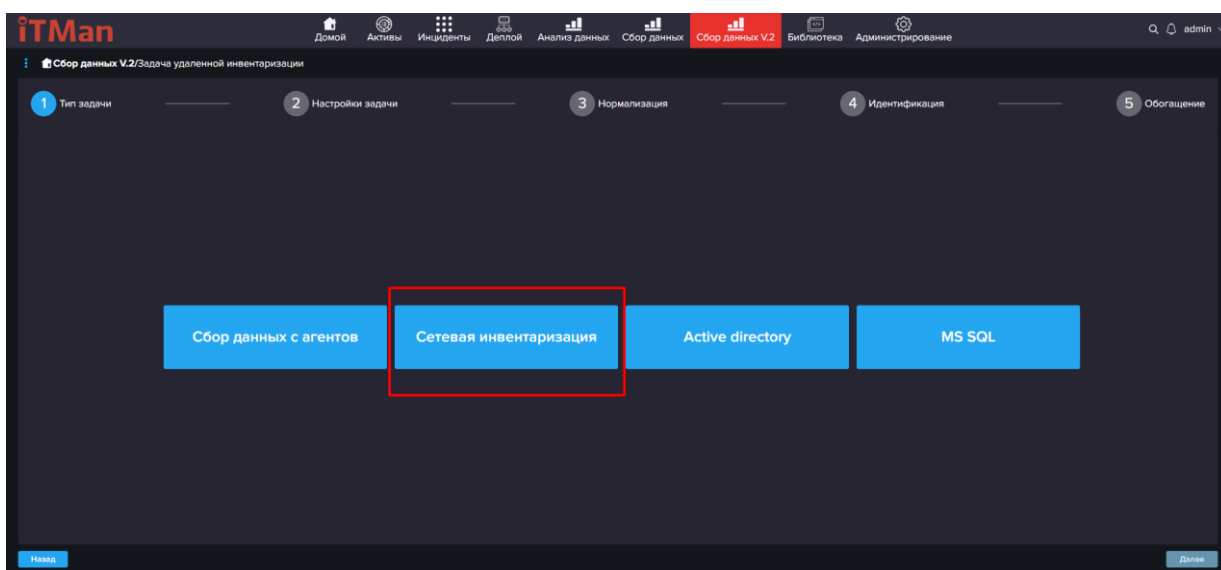 iTMan
Домой Активы Инциденты Деплой Анализ данных Сбор данных Сбор данных V.2 Библиотека Администрирование admin
Сбор данных V.2/Задача удаленной инвентаризации
1 Тип задачи 2 Настройки задачи 3 Нормализация 4 Идентификация 5 Обогащение
Сбор данных с агентов Сетевая инвентаризация Active directory MS SQL
Назад Далее